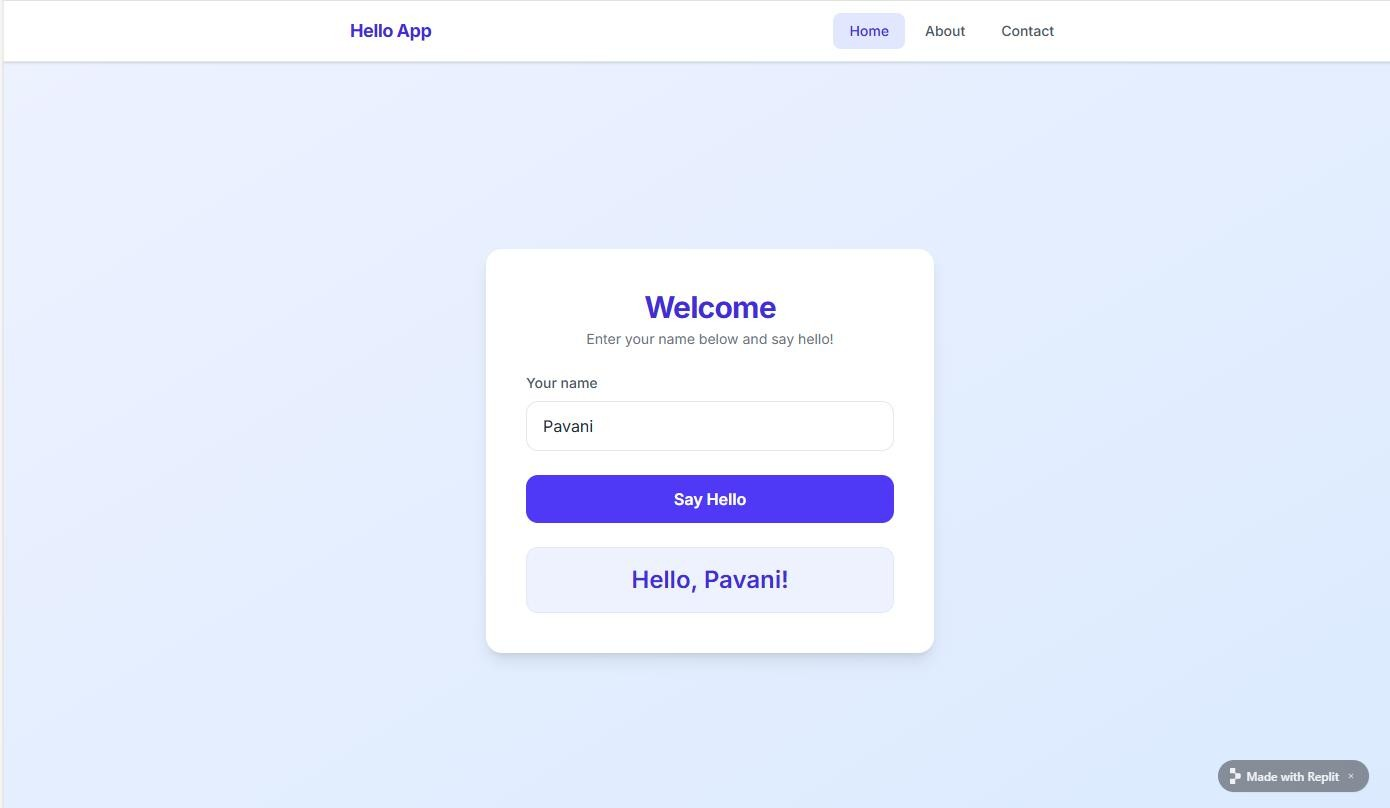 Hello App
Home About Contact
Welcome
Enter your name below and say hello!
Your name
Pavani
Say Hello
Hello, Pavani!
Made with Replit ×